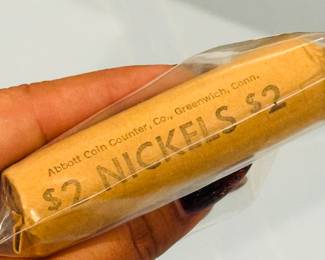 Abbott Coin Counter, Co., Greenwich, Conn.
$2 NICKELS $2